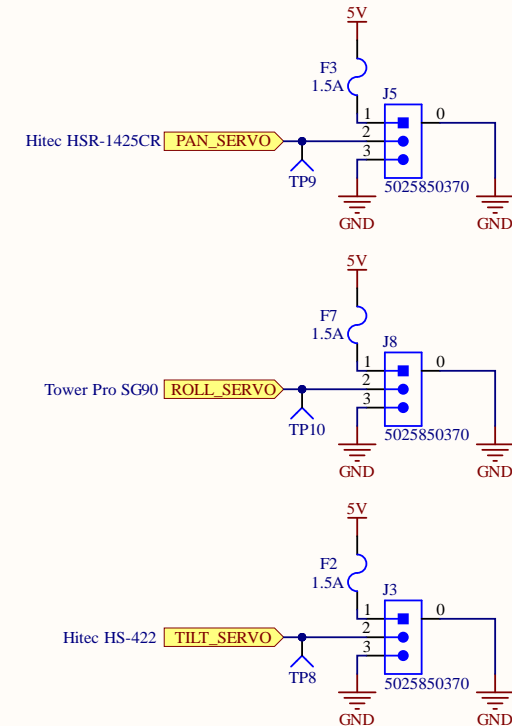 5V
F3
1.5A
J5
1
0
Hitec HSR-1425CR PAN_SERVO
2
3
TP9
5025850370
GND
GND
5V
F7
1.5A
J8
1
0
Tower Pro SG90 ROLL_SERVO
2
3
TP10
5025850370
GND
GND
5V
F2
1.5A
J3
1
0
Hitec HS-422 TILT_SERVO
2
3
TP8
5025850370
GND
GND